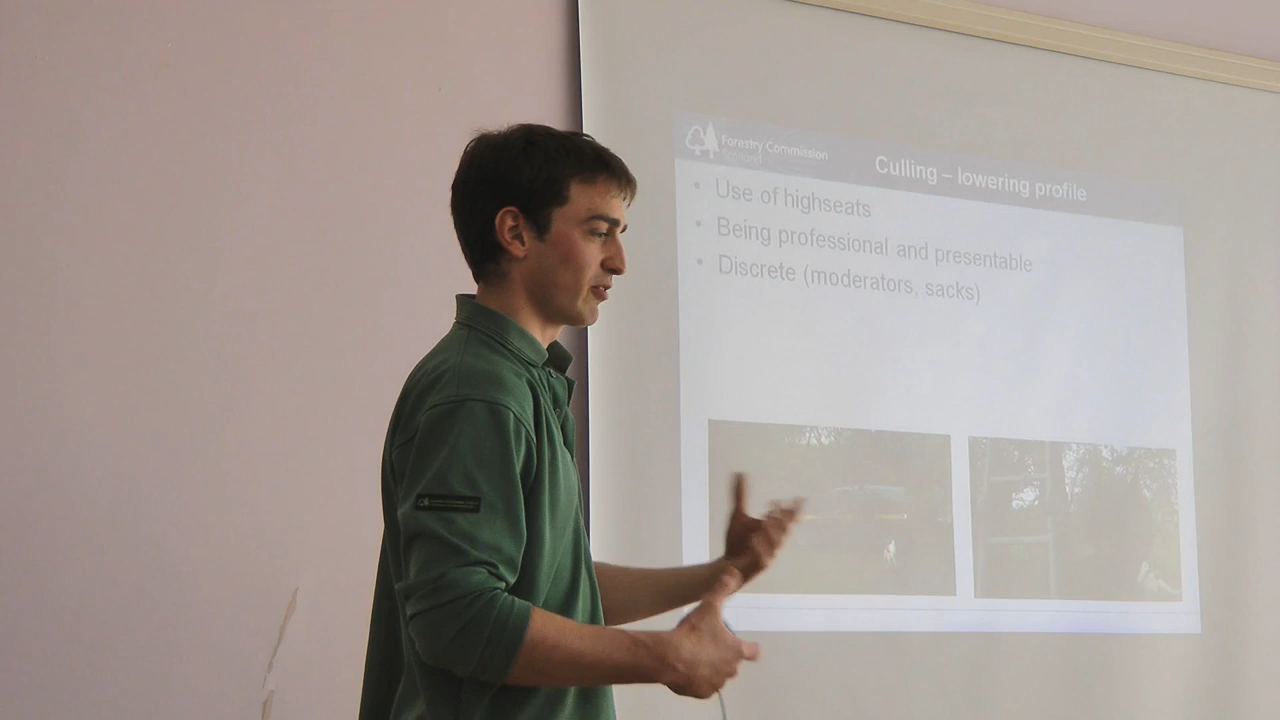 Forestry Commission
Scotland
Culling – lowering profile
• Use of highseats
• Being professional and presentable
• Discrete (moderators, sacks)